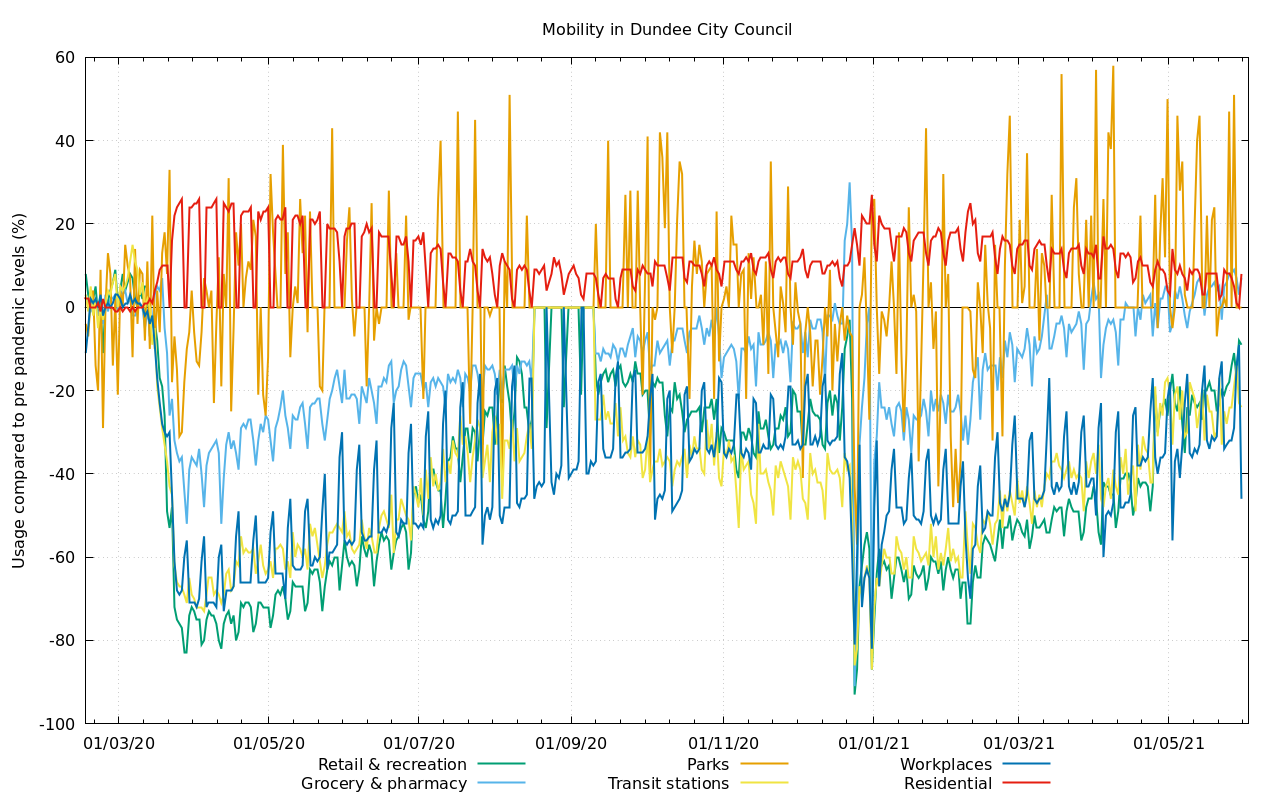 Mobility in Dundee City Council
Usage compared to pre pandemic levels (%)
60
40
20
0
-20
-40
-60
-80
-100
01/03/20 01/05/20 01/07/20 01/09/20 01/11/20 01/01/21 01/03/21 01/05/21
Retail & recreation Parks Workplaces
Grocery & pharmacy Transit stations Residential